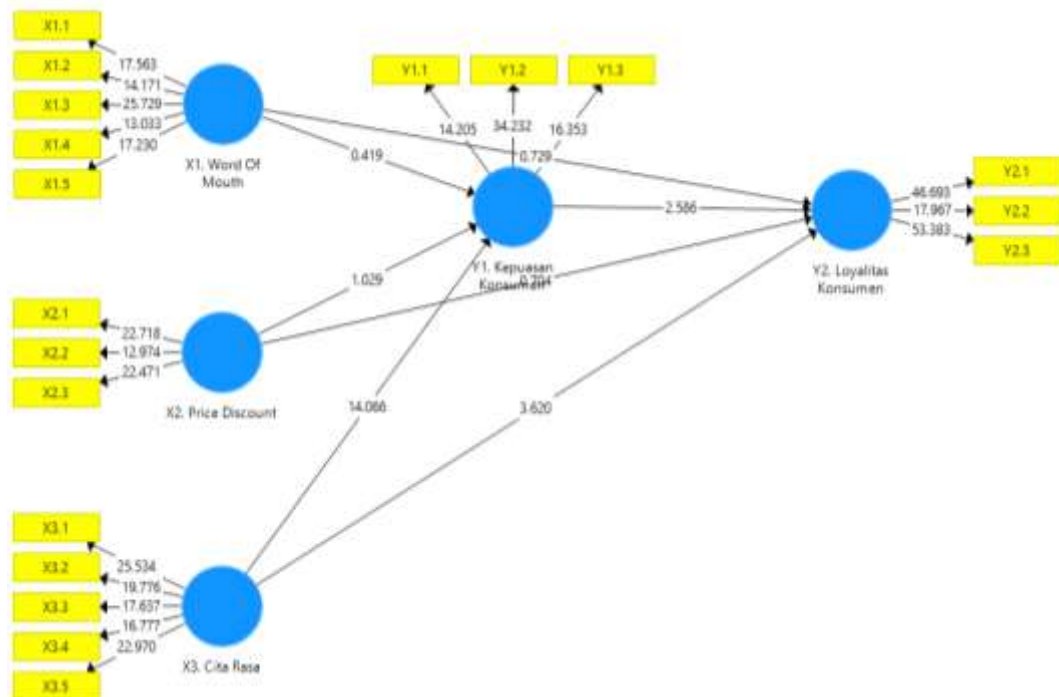 X1.1
X1.2
X1.3
X1.4
X1.5
17.563
14.171
25.729
13.033
17.230
X1. Word Of
Mouth
Y1.1
Y1.2
Y1.3
14.205
34.232
16.353
0.419
0.729
Y1. Kepuasan
Konsumen
2.586
Y2.1
Y2.2
Y2.3
46.693
17.967
53.383
Y2. Loyalitas
Konsumen
1.029
0.704
X2.1
X2.2
X2.3
22.718
12.974
22.471
X2. Price Discount
14.066
3.620
X3.1
X3.2
X3.3
X3.4
X3.5
25.534
19.776
17.637
16.777
22.970
X3. Cita Rasa